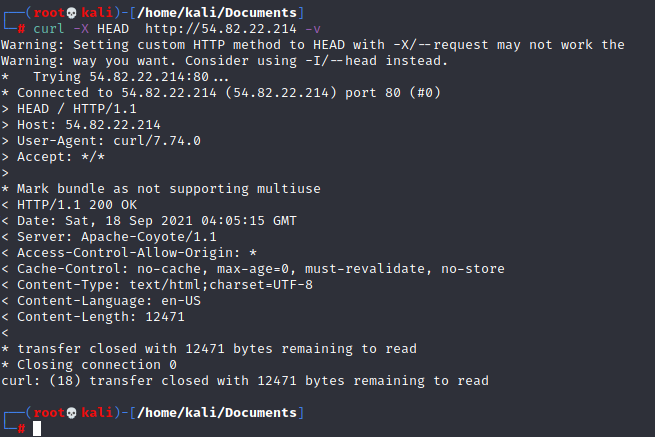 ┌──(root💀kali)-[/home/kali/Documents]
└─# curl -X HEAD  http://54.82.22.214 -v
Warning: Setting custom HTTP method to HEAD with -X/--request may not work the
Warning: way you want. Consider using -I/--head instead.
*   Trying 54.82.22.214:80...
* Connected to 54.82.22.214 (54.82.22.214) port 80 (#0)
> HEAD / HTTP/1.1
> Host: 54.82.22.214
> User-Agent: curl/7.74.0
> Accept: */*
>
* Mark bundle as not supporting multiuse
< HTTP/1.1 200 OK
< Date: Sat, 18 Sep 2021 04:05:15 GMT
< Server: Apache-Coyote/1.1
< Access-Control-Allow-Origin: *
< Cache-Control: no-cache, max-age=0, must-revalidate, no-store
< Content-Type: text/html;charset=UTF-8
< Content-Language: en-US
< Content-Length: 12471
<
* transfer closed with 12471 bytes remaining to read
* Closing connection 0
curl: (18) transfer closed with 12471 bytes remaining to read
┌──(root💀kali)-[/home/kali/Documents]
└─#